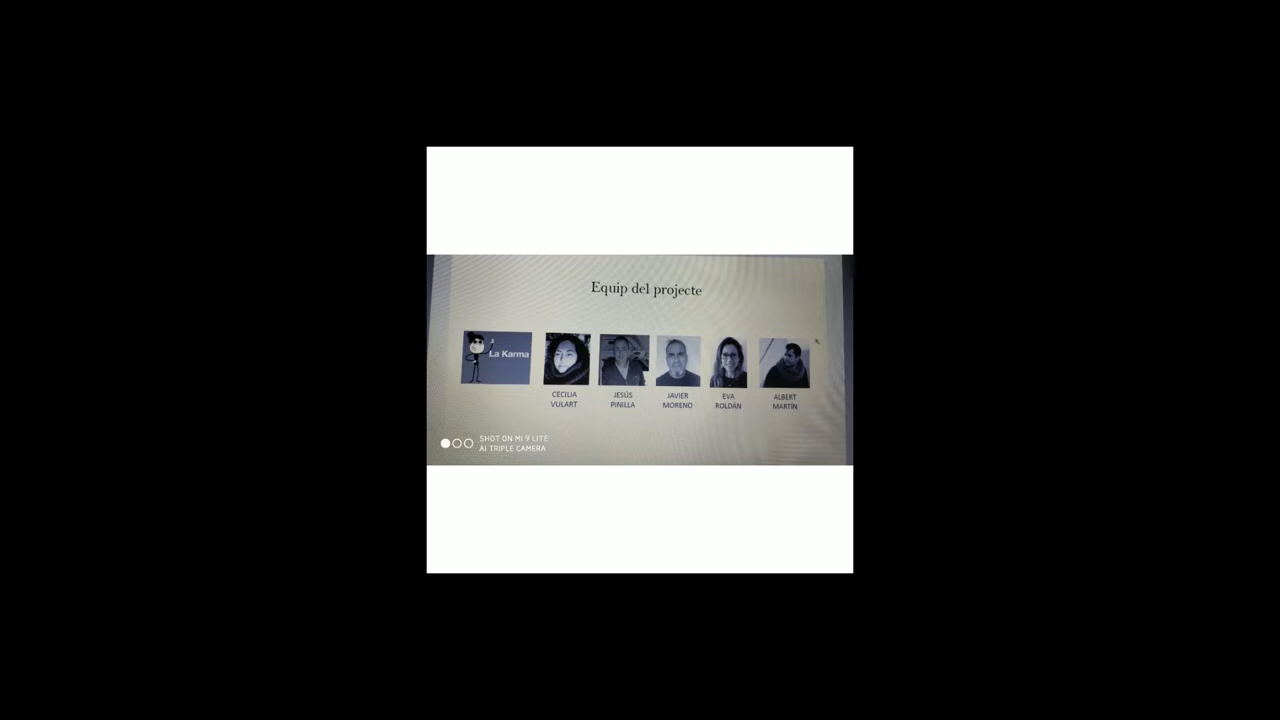 Equip del projecte
La Karma
CECILIA
VULART
JESÚS
PINILLA
JAVIER
MORENO
EVA
ROLDÁN
ALBERT
MARTÍN
SHOT ON MI 9 LITE
AI TRIPLE CAMERA